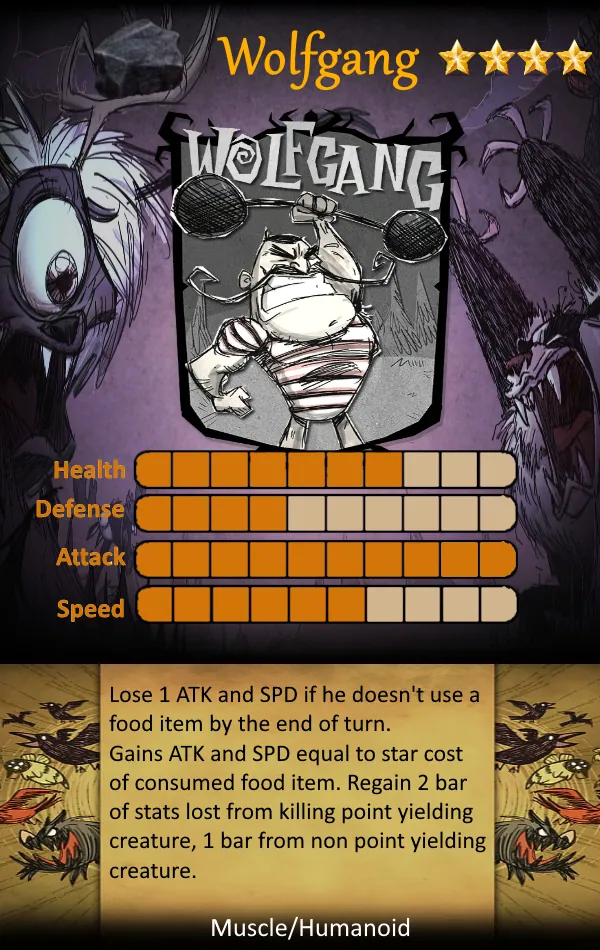 Wolfgang
WOLFGANG
Health
Defense
Attack
Speed
Lose 1 ATK and SPD if he doesn't use a
food item by the end of turn.
Gains ATK and SPD equal to star cost
of consumed food item. Regain 2 bar
of stats lost from killing point yielding
creature, 1 bar from non point yielding
creature.
Muscle/Humanoid